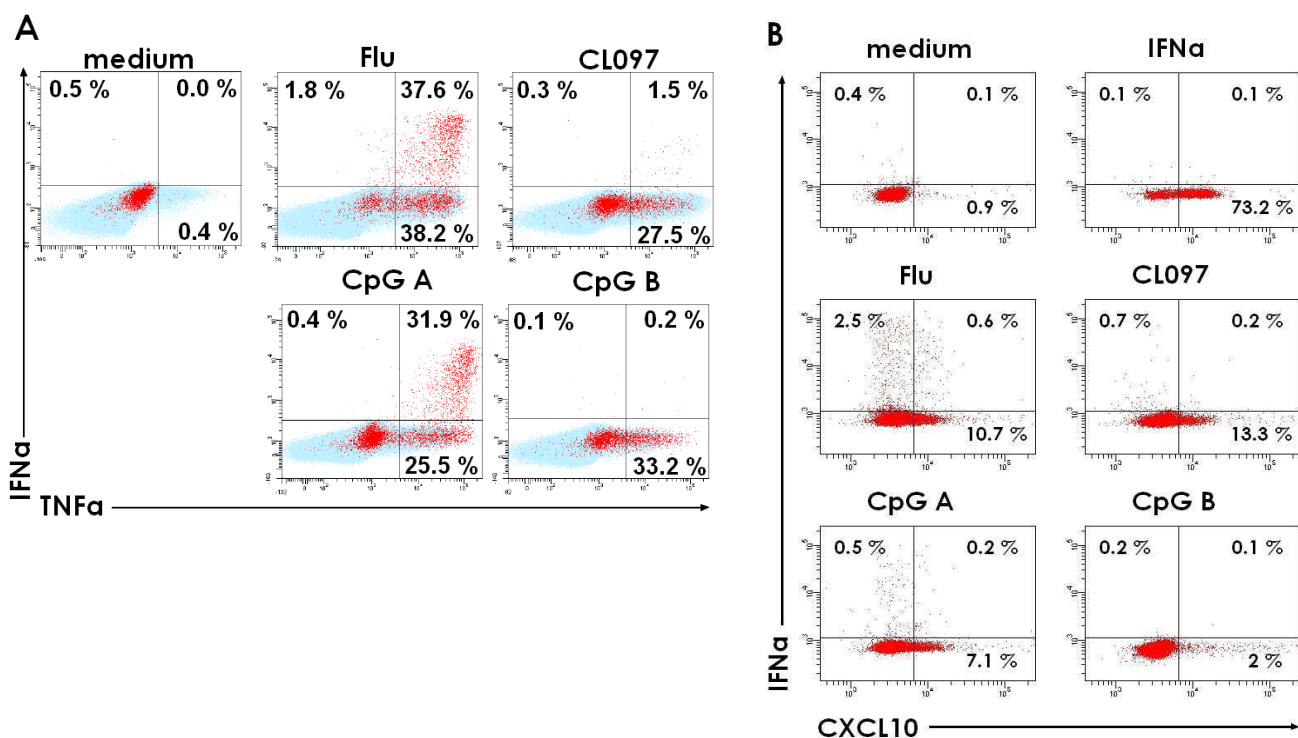 A
B
medium
Flu
CL097
0.5 %
0.0 %
0.4 %
1.8 %
37.6 %
38.2 %
0.3 %
1.5 %
27.5 %
CpG A
CpG B
0.4 %
31.9 %
25.5 %
0.1 %
0.2 %
33.2 %
IFNa
TNFa
medium
IFNa
0.4 %
0.1 %
0.9 %
0.1 %
0.1 %
73.2 %
Flu
CL097
2.5 %
0.6 %
10.7 %
0.7 %
0.2 %
13.3 %
CpG A
CpG B
0.5 %
0.2 %
7.1 %
0.2 %
0.1 %
2 %
IFNa
CXCL10